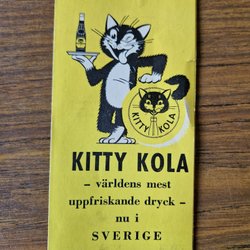 KITTY
KOLA
KITTY KOLA
– världens mest
uppfriskande dryck –
nu i
SVERIGE